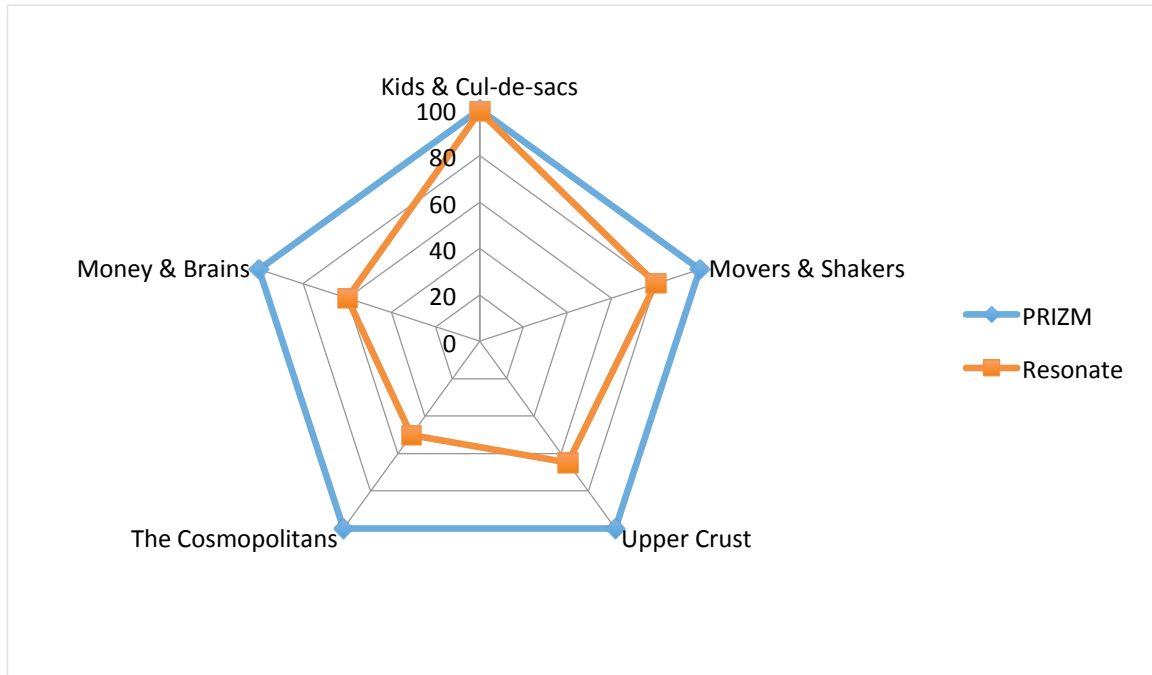 Kids & Cul-de-sacs
100
80
60
40
20
0
Money & Brains
Movers & Shakers
The Cosmopolitans
Upper Crust
PRIZM
Resonate